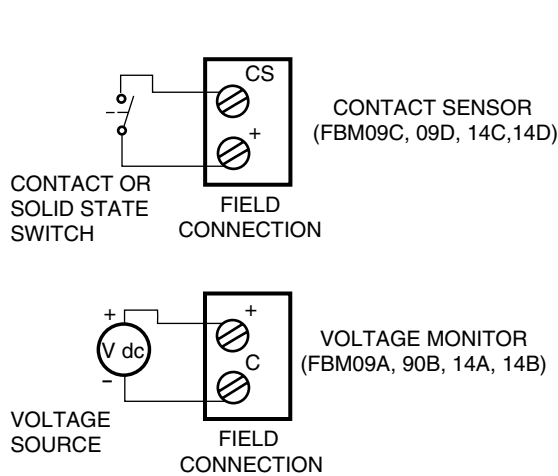 CS
+
CONTACT SENSOR
(FBM09C, 09D, 14C,14D)
CONTACT OR
SOLID STATE
SWITCH
FIELD
CONNECTION
+
+
V dc
C
–
VOLTAGE MONITOR
(FBM09A, 90B, 14A, 14B)
VOLTAGE
SOURCE
FIELD
CONNECTION